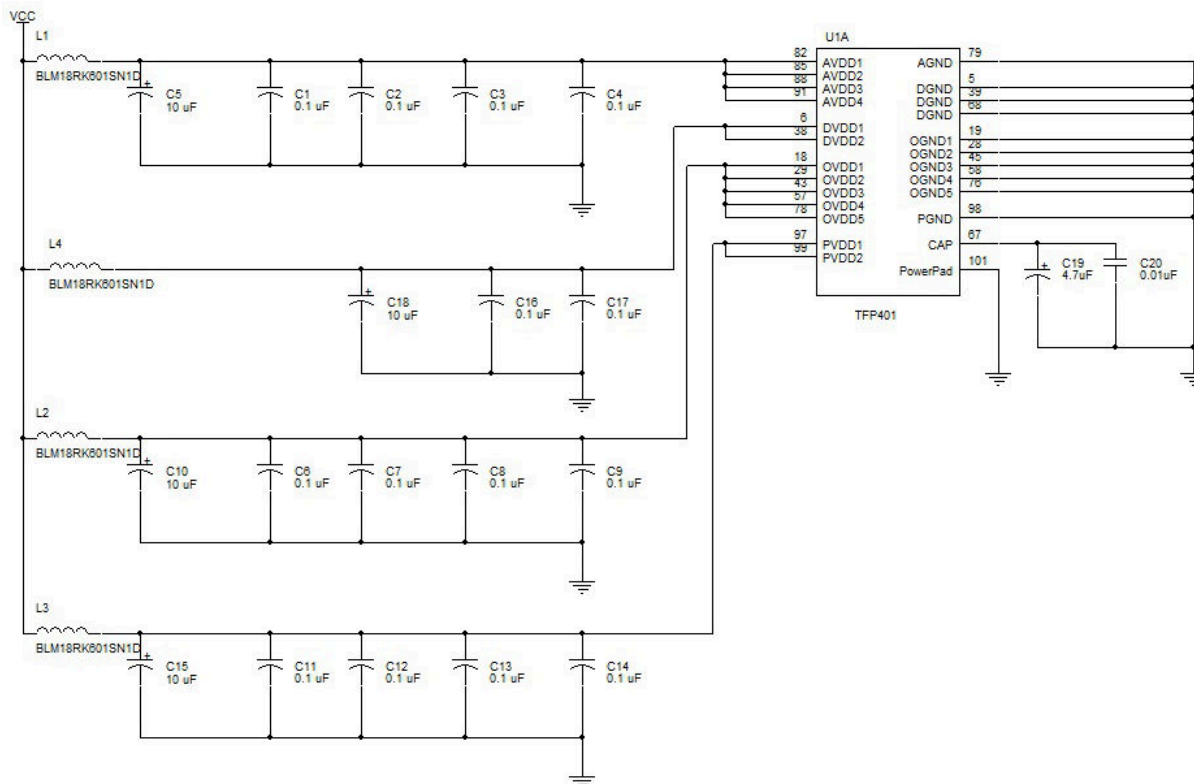 VCC
L1
BLM18RK601SN1D
+
C5
10 uF
C1
0.1 uF
C2
0.1 uF
C3
0.1 uF
C4
0.1 uF
L4
BLM18RK601SN1D
+
C18
10 uF
C16
0.1 uF
C17
0.1 uF
L2
BLM18RK601SN1D
+
C10
10 uF
C6
0.1 uF
C7
0.1 uF
C8
0.1 uF
C9
0.1 uF
L3
BLM18RK601SN1D
+
C15
10 uF
C11
0.1 uF
C12
0.1 uF
C13
0.1 uF
C14
0.1 uF
U1A
82 AVDD1
85 AVDD2
88 AVDD3
91 AVDD4
6 DVDD1
38 DVDD2
18 OVDD1
29 OVDD2
43 OVDD3
57 OVDD4
78 OVDD5
97 PVDD1
99 PVDD2
AGND 79
DGND 5
DGND 39
DGND 68
OGND1 19
OGND2 28
OGND3 45
OGND4 58
OGND5 76
PGND 98
CAP 67
PowerPad 101
TFP401
+
C19
4.7uF
C20
0.01uF